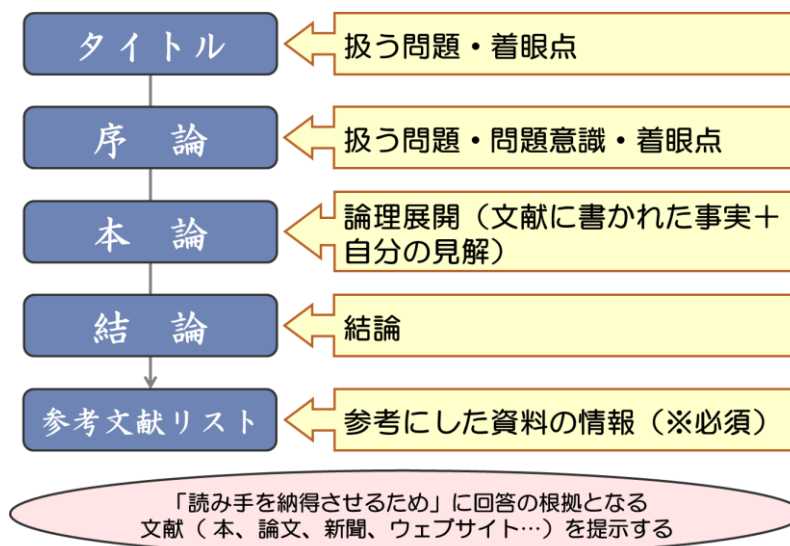 タイトル
扱う問題・着眼点
序　論
扱う問題・問題意識・着眼点
本　論
論理展開（文献に書かれた事実＋
自分の見解）
結　論
結論
参考文献リスト
参考にした資料の情報（※必須）
「読み手を納得させるため」に回答の根拠となる
文献（ 本、論文、新聞、ウェブサイト…）を提示する